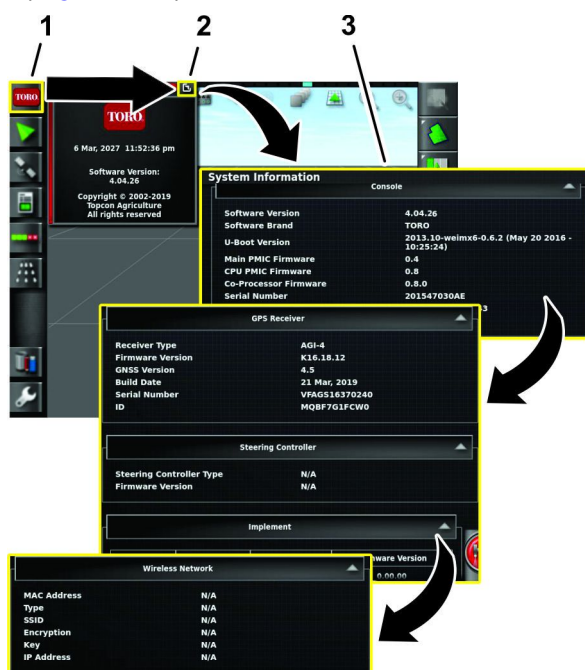 1 2 3
TORO
TORO
6 Mar, 2027 11:52:36 pm
Software Version:
4.04.26
Copyright © 2002-2019
Topcon Agriculture
All rights reserved
System Information
Console
Software Version 4.04.26
Software Brand TORO
U-Boot Version 2013.10-weimx6-0.6.2 (May 20 2016 -
10:25:24)
Main PMIC Firmware 0.4
CPU PMIC Firmware 0.8
Co-Processor Firmware 0.8.0
Serial Number 201547030AE
GPS Receiver
Receiver Type AGI-4
Firmware Version K16.18.12
GNSS Version 4.5
Build Date 21 Mar, 2019
Serial Number VFAGS16370240
ID MQBF7G1FCW0
Steering Controller
Steering Controller Type N/A
Firmware Version N/A
Implement
Version
0.00.00
Wireless Network
MAC Address N/A
Type N/A
SSID N/A
Encryption N/A
Key N/A
IP Address N/A